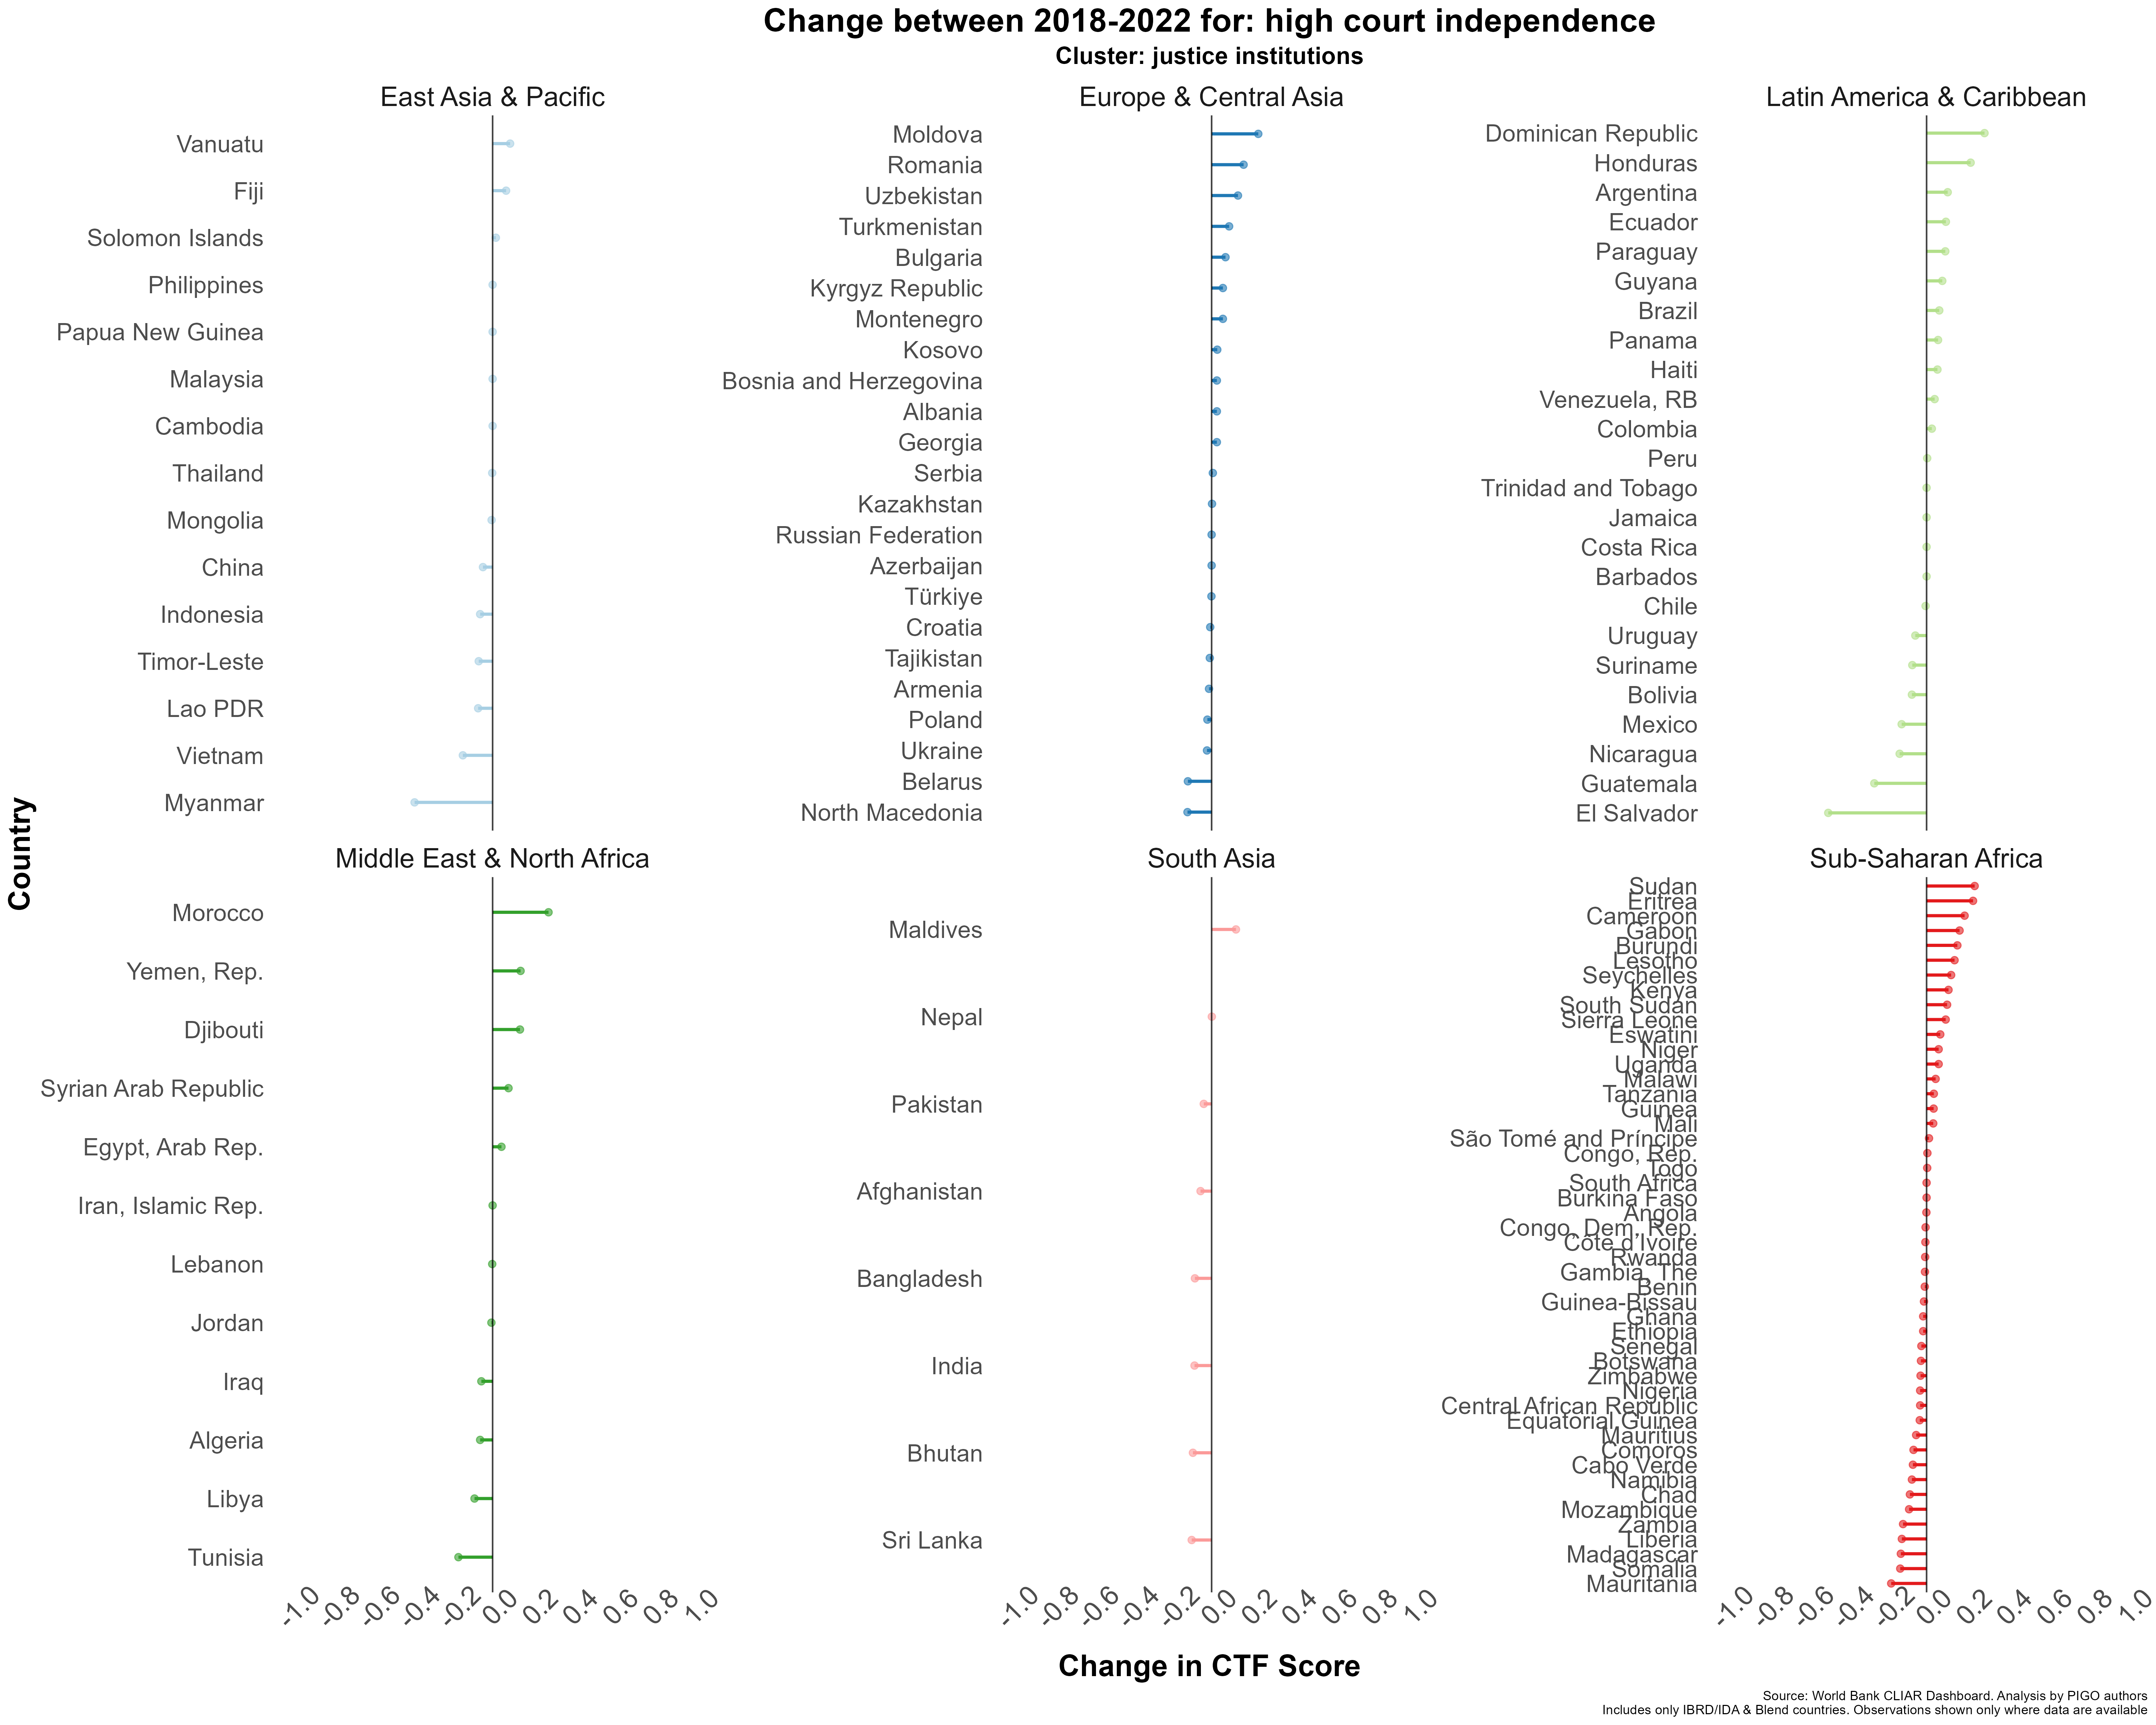 Change between 2018-2022 for: high court independence
Cluster: justice institutions
East Asia & Pacific
Vanuatu
Fiji
Solomon Islands
Philippines
Papua New Guinea
Malaysia
Cambodia
Thailand
Mongolia
China
Indonesia
Timor-Leste
Lao PDR
Vietnam
Myanmar
Europe & Central Asia
Moldova
Romania
Uzbekistan
Turkmenistan
Bulgaria
Kyrgyz Republic
Montenegro
Kosovo
Bosnia and Herzegovina
Albania
Georgia
Serbia
Kazakhstan
Russian Federation
Azerbaijan
Türkiye
Croatia
Tajikistan
Armenia
Poland
Ukraine
Belarus
North Macedonia
Latin America & Caribbean
Dominican Republic
Honduras
Argentina
Ecuador
Paraguay
Guyana
Brazil
Panama
Haiti
Venezuela, RB
Colombia
Peru
Trinidad and Tobago
Jamaica
Costa Rica
Barbados
Chile
Uruguay
Suriname
Bolivia
Mexico
Nicaragua
Guatemala
El Salvador
Country
Middle East & North Africa
Morocco
Yemen, Rep.
Djibouti
Syrian Arab Republic
Egypt, Arab Rep.
Iran, Islamic Rep.
Lebanon
Jordan
Iraq
Algeria
Libya
Tunisia
-1.0 -0.8 -0.6 -0.4 -0.2 0.0 0.2 0.4 0.6 0.8 1.0
South Asia
Maldives
Nepal
Pakistan
Afghanistan
Bangladesh
India
Bhutan
Sri Lanka
-1.0 -0.8 -0.6 -0.4 -0.2 0.0 0.2 0.4 0.6 0.8 1.0
Sub-Saharan Africa
Sudan
Eritrea
Cameroon
Gabon
Burundi
Lesotho
Seychelles
Kenya
South Sudan
Sierra Leone
Eswatini
Niger
Uganda
Malawi
Tanzania
Guinea
Mali
São Tomé and Príncipe
Congo, Rep.
Togo
South Africa
Burkina Faso
Angola
Congo, Dem. Rep.
Côte d'Ivoire
Rwanda
Gambia, The
Benin
Guinea-Bissau
Ghana
Ethiopia
Senegal
Botswana
Zimbabwe
Nigeria
Central African Republic
Equatorial Guinea
Mauritius
Comoros
Cabo Verde
Namibia
Chad
Mozambique
Zambia
Liberia
Madagascar
Somalia
Mauritania
-1.0 -0.8 -0.6 -0.4 -0.2 0.0 0.2 0.4 0.6 0.8 1.0
Change in CTF Score
Source: World Bank CLIAR Dashboard. Analysis by PIGO authors
Includes only IBRD/IDA & Blend countries. Observations shown only where data are available